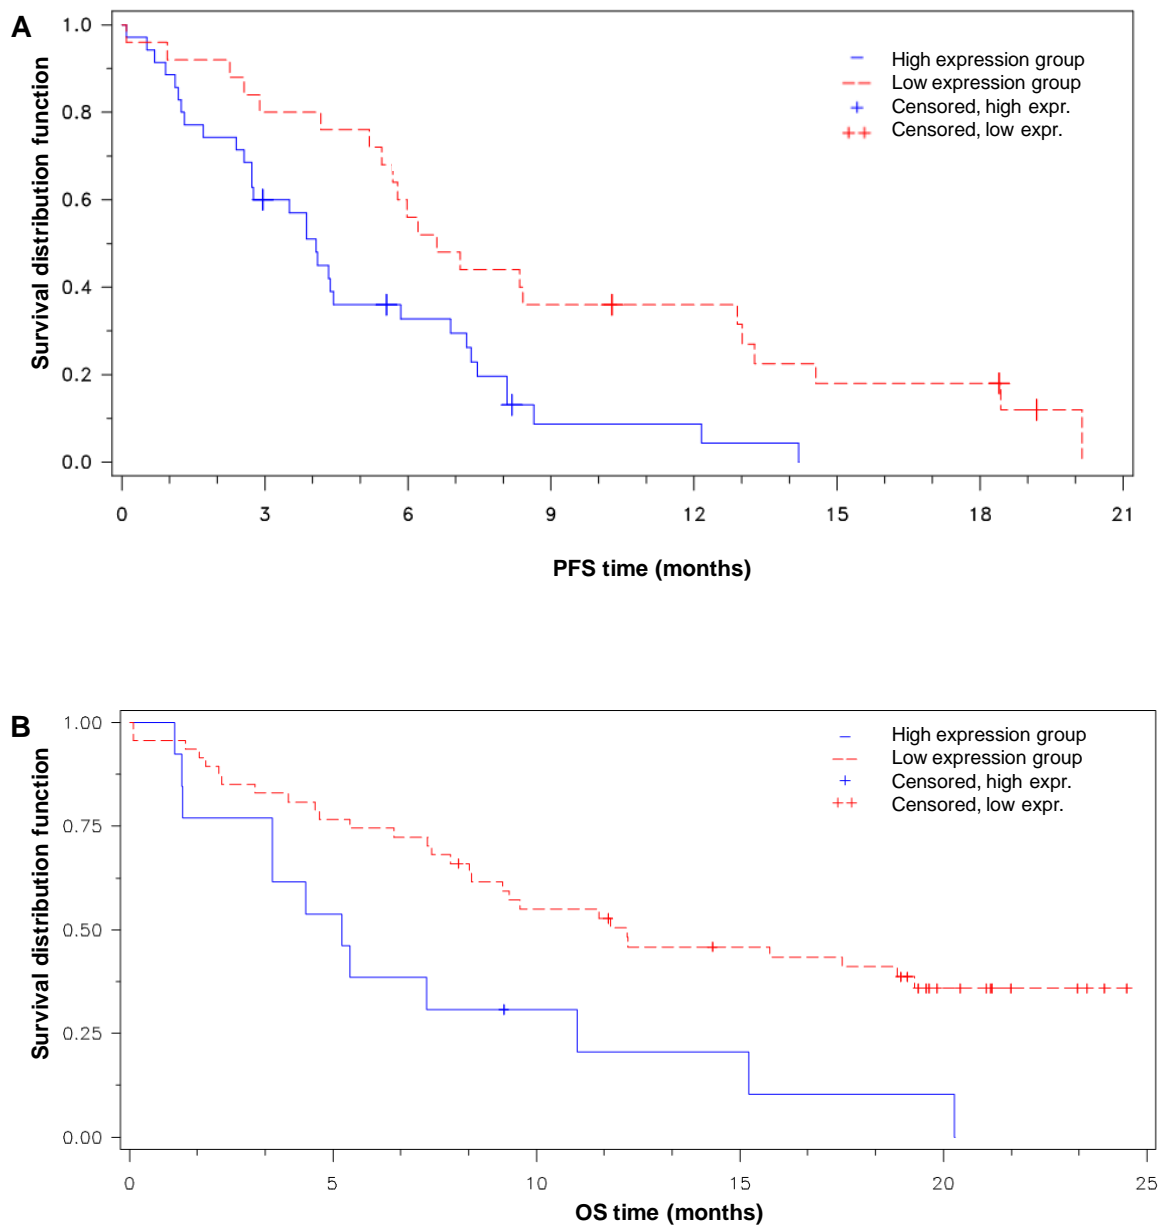 A
Survival distribution function
1.0
0.8
0.6
0.4
0.2
0.0
High expression group
Low expression group
Censored, high expr.
Censored, low expr.
0 3 6 9 12 15 18 21
PFS time (months)
B
Survival distribution function
1.00
0.75
0.50
0.25
0.00
High expression group
Low expression group
Censored, high expr.
Censored, low expr.
0 5 10 15 20 25
OS time (months)